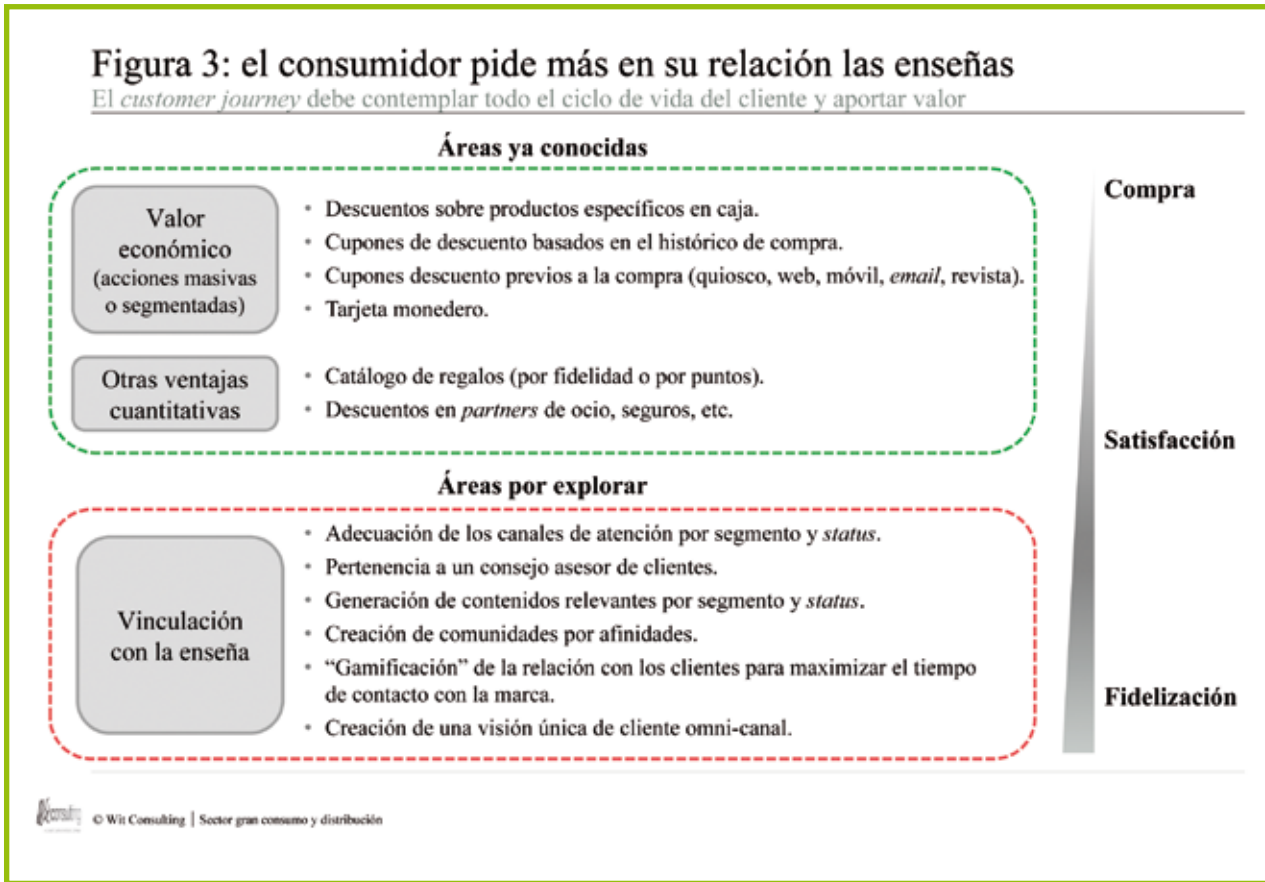 Figura 3: el consumidor pide más en su relación las enseñas
El customer journey debe contemplar todo el ciclo de vida del cliente y aportar valor
Áreas ya conocidas
Valor
económico
(acciones masivas
o segmentadas)
• Descuentos sobre productos específicos en caja.
• Cupones de descuento basados en el histórico de compra.
• Cupones descuento previos a la compra (quiosco, web, móvil, email, revista).
• Tarjeta monedero.
Otras ventajas
cuantitativas
• Catálogo de regalos (por fidelidad o por puntos).
• Descuentos en partners de ocio, seguros, etc.
Áreas por explorar
Vinculación
con la enseña
• Adecuación de los canales de atención por segmento y status.
• Pertenencia a un consejo asesor de clientes.
• Generación de contenidos relevantes por segmento y status.
• Creación de comunidades por afinidades.
• “Gamificación” de la relación con los clientes para maximizar el tiempo
de contacto con la marca.
• Creación de una visión única de cliente omni-canal.
Compra
Satisfacción
Fidelización
consulting
© Wit Consulting | Sector gran consumo y distribución